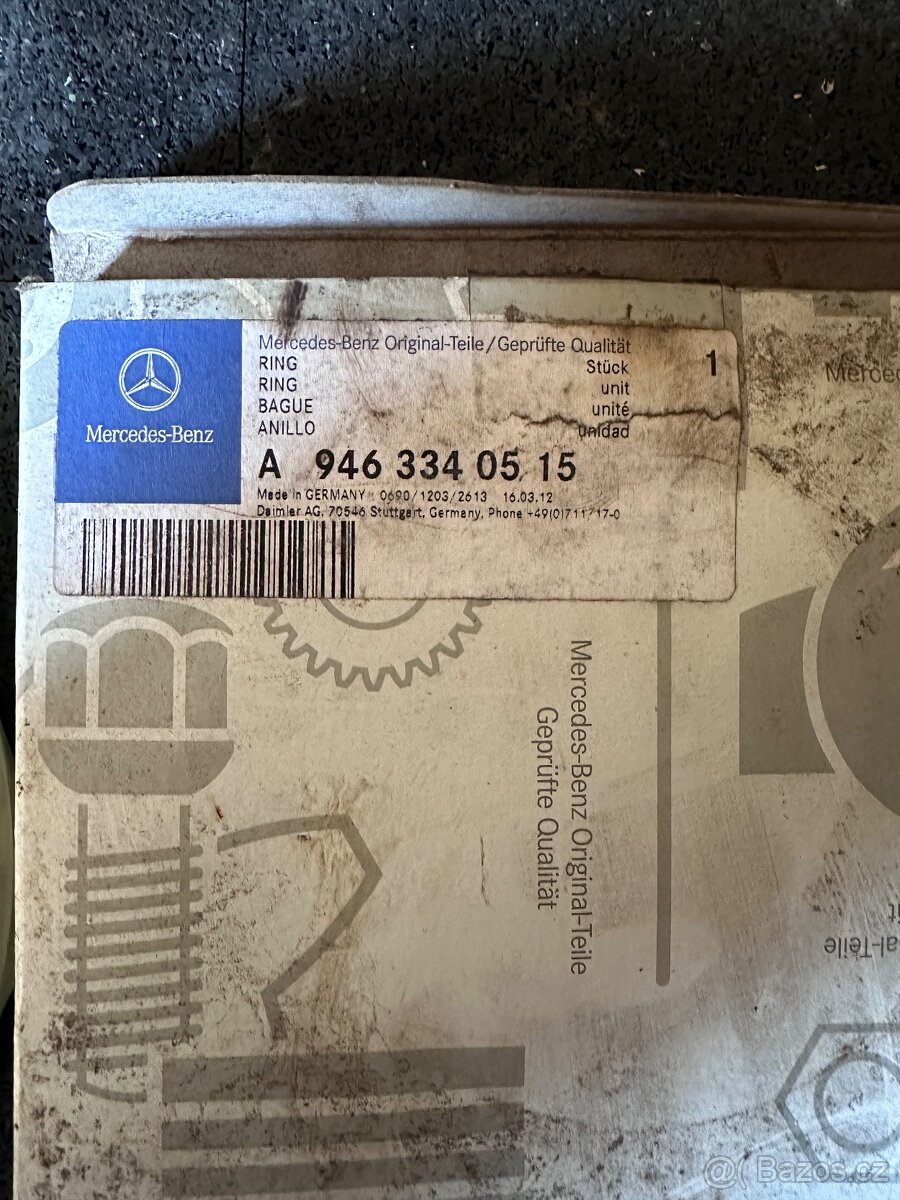 Mercedes-Benz
Mercedes-Benz Original-Teile/Geprüfte Qualität
RING
RING
BAGUE
ANILLO
Stück
unit
unité
unidad
1
A 946 334 05 15
Made in GERMANY 0690/1203/2613 16.03.12
Daimler AG, 70546 Stuttgart, Germany, Phone +49(0)711/17-0
Mercedes-Benz Original-Teile
Geprüfte Qualität
@( Bazos.cz